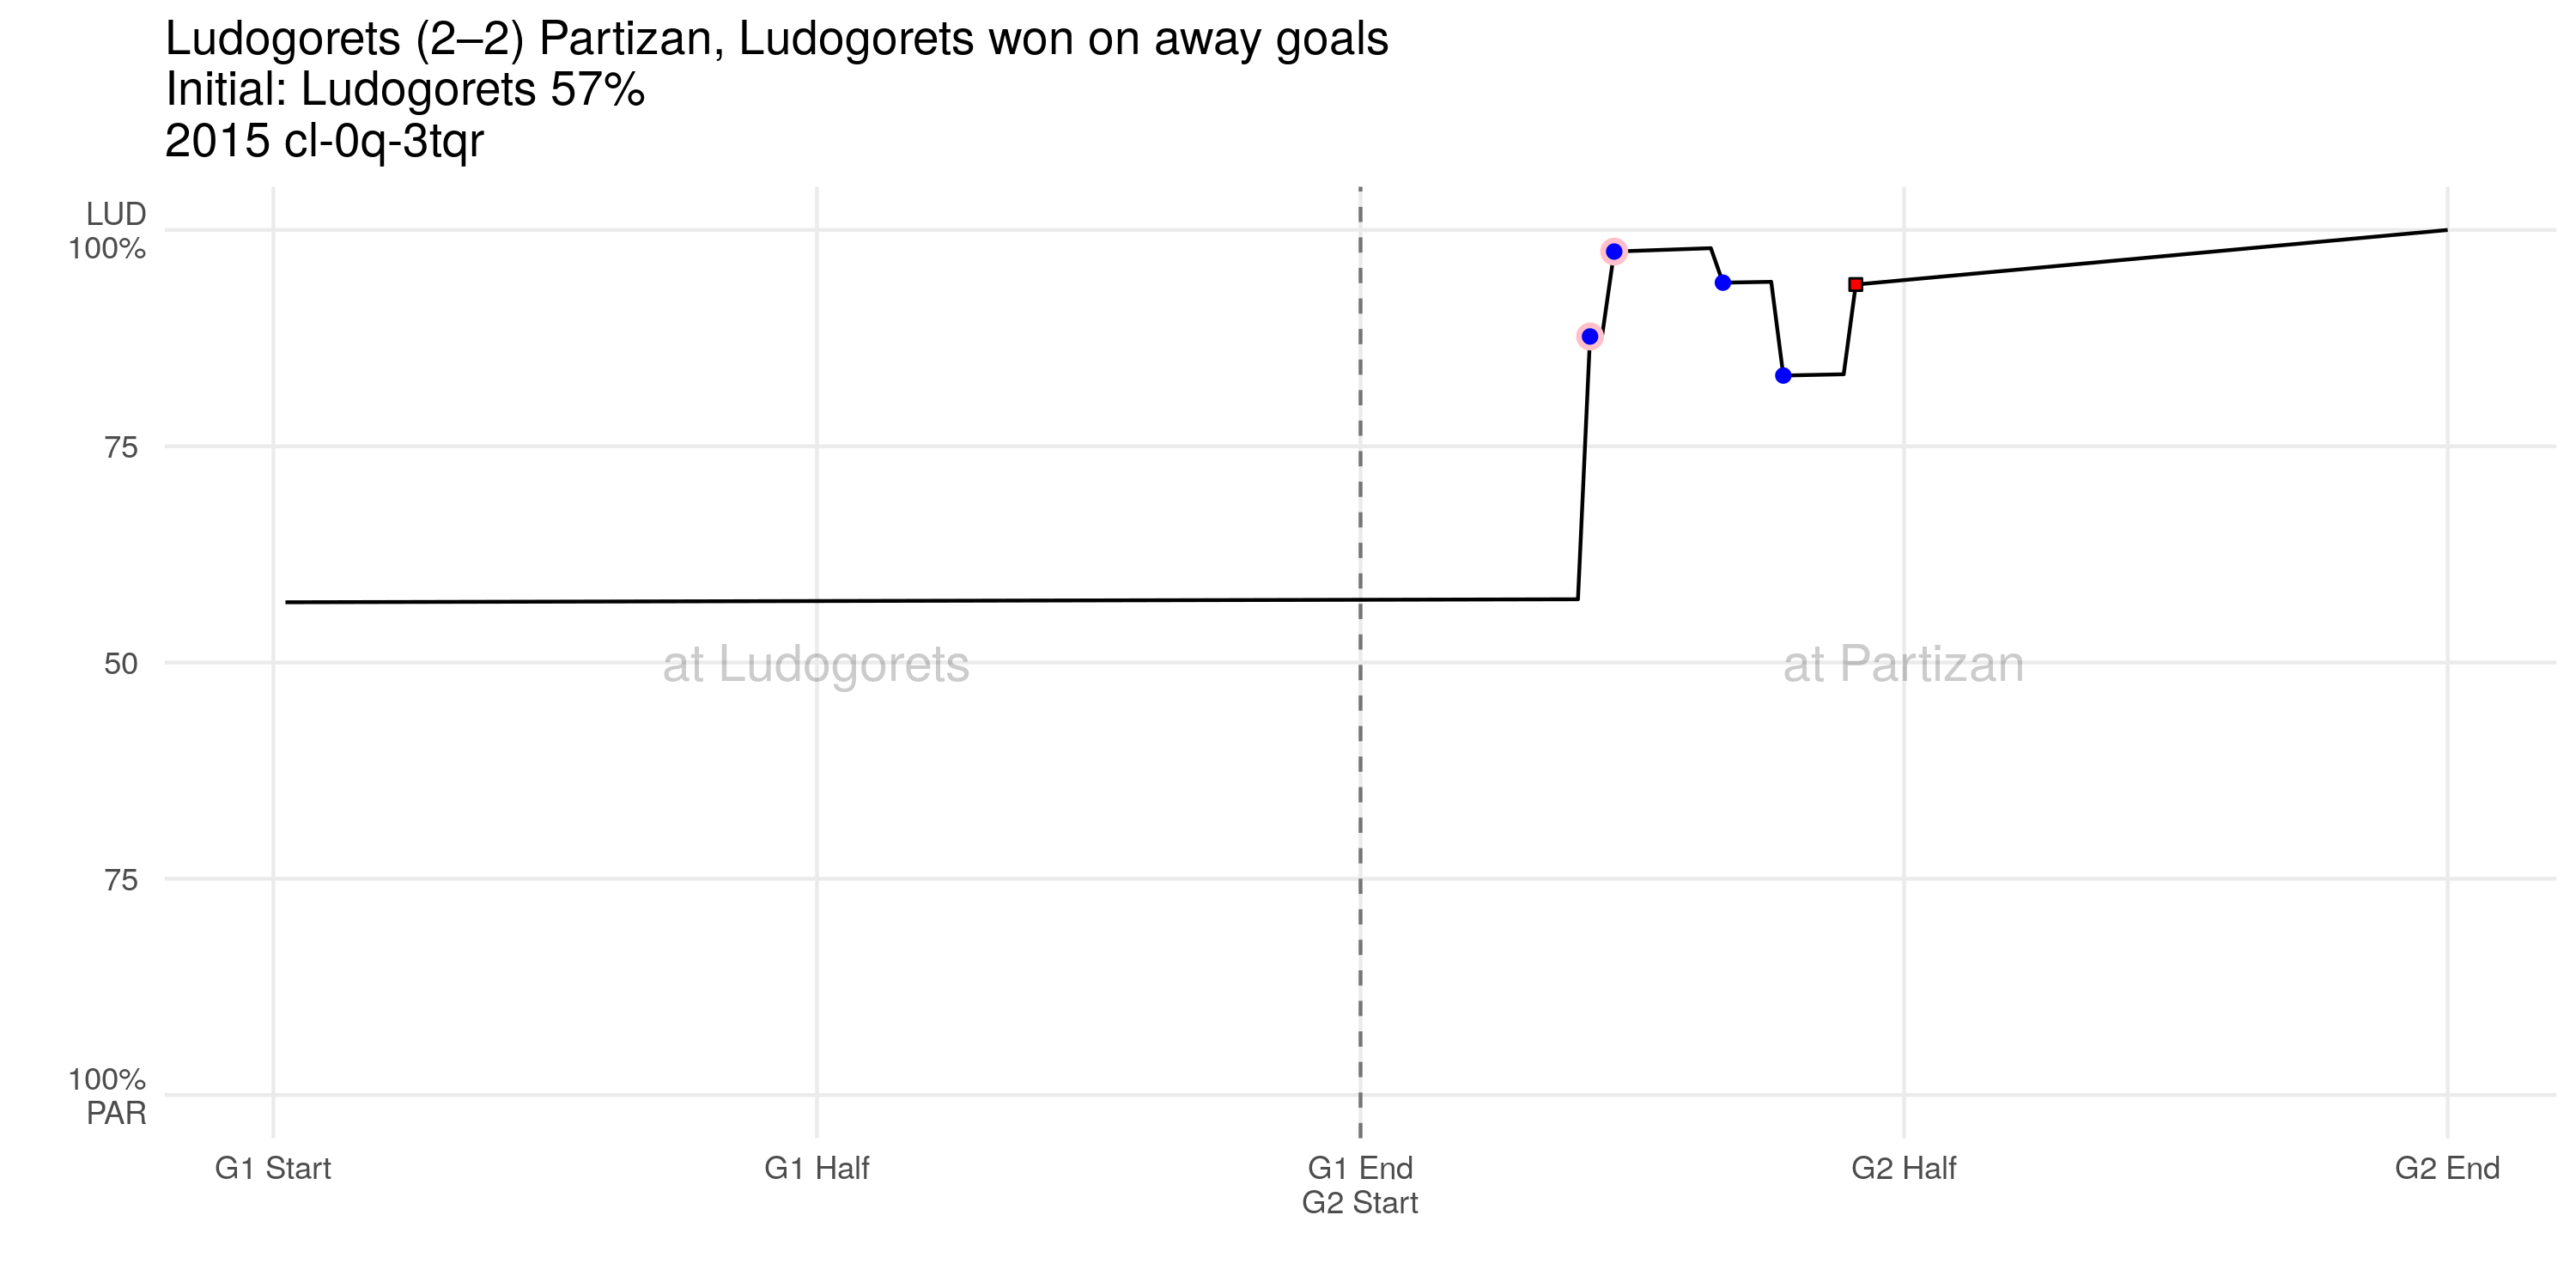 Ludogorets (2–2) Partizan, Ludogorets won on away goals
Initial: Ludogorets 57%
2015 cl-0q-3tqr
LUD
100%
75
50
75
100%
PAR
at Ludogorets
at Partizan
G1 Start
G1 Half
G1 End
G2 Start
G2 Half
G2 End